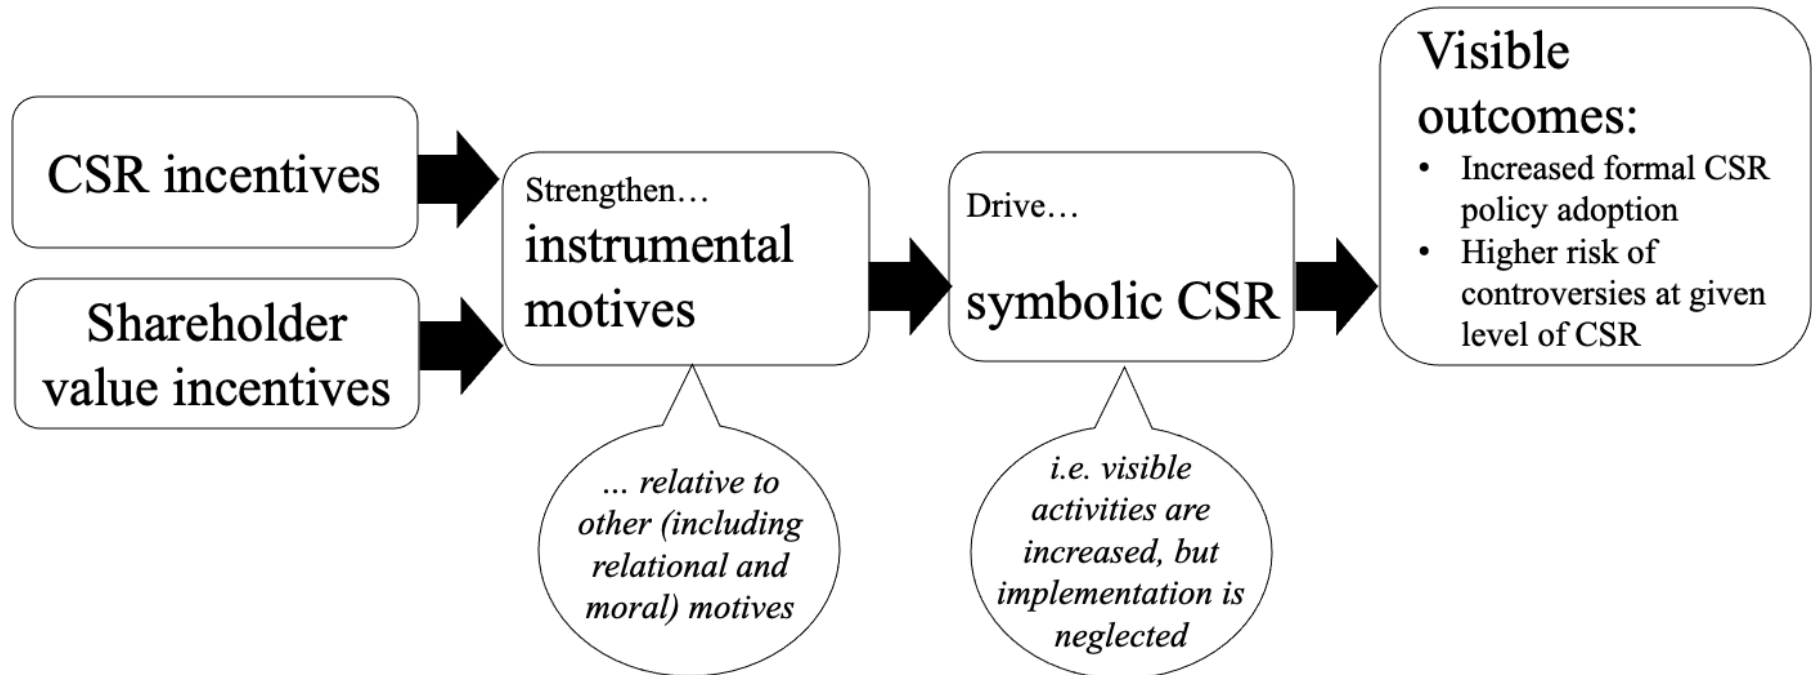 CSR incentives
Shareholder
value incentives
Strengthen…
instrumental
motives
... relative to
other (including
relational and
moral) motives
Drive…
symbolic CSR
i.e. visible
activities are
increased, but
implementation is
neglected
Visible
outcomes:
• Increased formal CSR
policy adoption
• Higher risk of
controversies at given
level of CSR